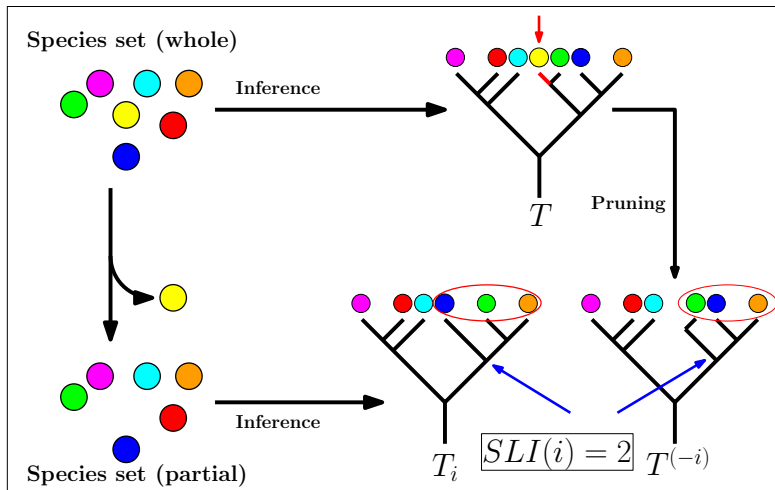 Species set (whole)
Inference
T
Pruning
Inference
T_i
SLI(i) = 2
T^{(-i)}
Species set (partial)